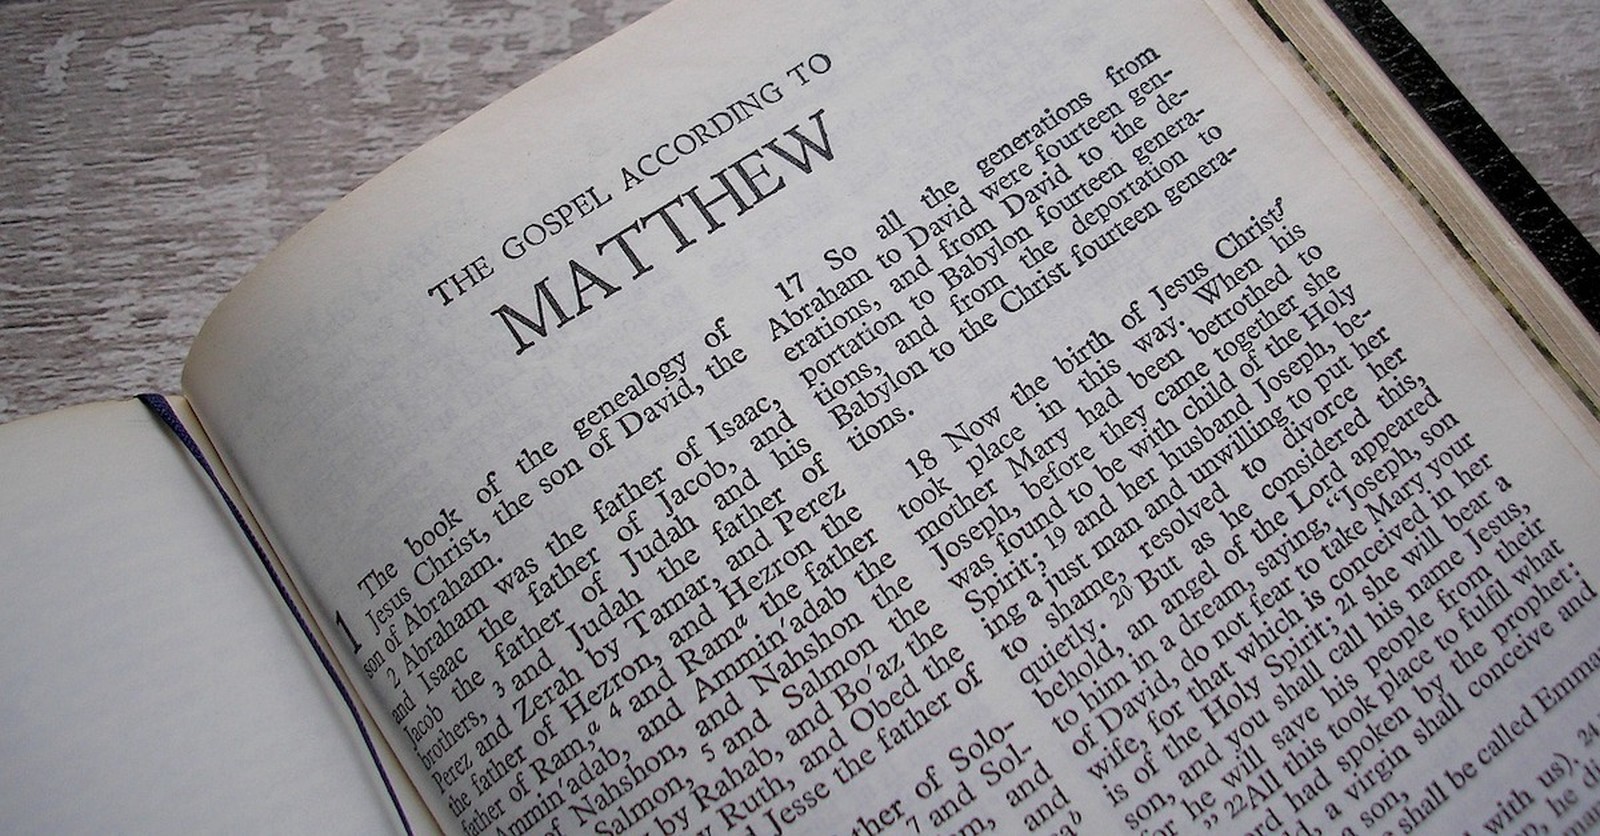 THE GOSPEL ACCORDING TO
MATTHEW
1 The book of the genealogy of
Jesus Christ, the son of David, the
son of Abraham.
2 Abraham was the father of Isaac,
and Isaac the father of Jacob, and
Jacob the father of Judah and his
brothers, 3 and Judah the father of
Perez and Zerah by Tamar, and Perez
the father of Hezron, and Hezron the
father of Ram,a 4 and Rama the father
Ammin′adab, and Ammin′adab the
of Nahshon, and Nahshon the
Salmon, 5 and Salmon the
by Rahab, and Bo′az the
Ruth, and Obed the
Jesse the father of
of Solo-
7 and Sol-
and
and
17 So all the generations from
Abraham to David were fourteen gen-
erations, and from David to the de-
portation to Babylon fourteen genera-
tions, and from the deportation to
Babylon to the Christ fourteen genera-
tions.
18 Now the birth of Jesus Christf
took place in this way. When his
mother Mary had been betrothed to
Joseph, before they came together she
was found to be with child of the Holy
Spirit; 19 and her husband Joseph, be-
ing a just man and unwilling to put her
to shame, resolved to divorce her
quietly. 20 But as he considered this,
behold, an angel of the Lord appeared
to him in a dream, saying, “Joseph, son
of David, do not fear to take Mary your
wife, for that which is conceived in her
is of the Holy Spirit; 21 she will bear a
son, and you shall call his name Jesus,
for he will save his people from their
” 22 All this took place to fulfil what
had spoken by the prophet:
a virgin shall conceive and
a son,
shall be called Emma
with us). 24
he di